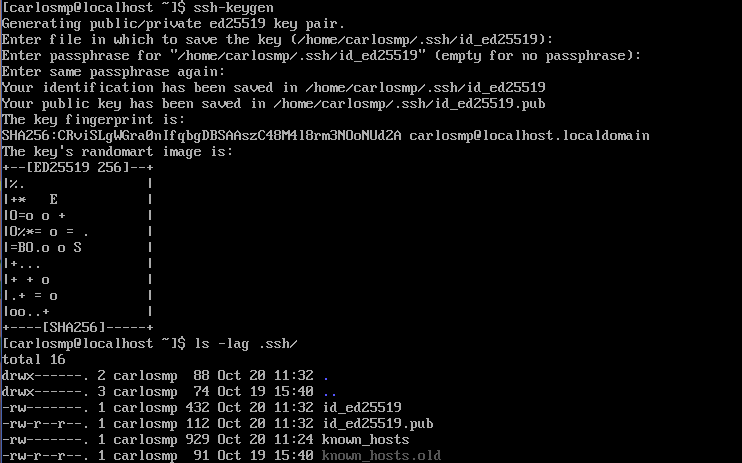 [carlosmp@localhost ~]$ ssh-keygen
Generating public/private ed25519 key pair.
Enter file in which to save the key (/home/carlosmp/.ssh/id_ed25519):
Enter passphrase for "/home/carlosmp/.ssh/id_ed25519" (empty for no passphrase):
Enter same passphrase again:
Your identification has been saved in /home/carlosmp/.ssh/id_ed25519
Your public key has been saved in /home/carlosmp/.ssh/id_ed25519.pub
The key fingerprint is:
SHA256:CRviSLgWGra0nIfqbgDBSAAszC48M4l8rm3NOoNUd2A carlosmp@localhost.localdomain
The key's randomart image is:
+--[ED25519 256]--+
|%.               |
|+*   E           |
|O=o o +          |
|O%*= o = .       |
|=BO.o o S        |
|+...             |
|+ + o            |
|.+ = o           |
|oo..+            |
+----[SHA256]-----+
[carlosmp@localhost ~]$ ls -lag .ssh/
total 16
drwx------. 2 carlosmp  88 Oct 20 11:32 .
drwx------. 3 carlosmp  74 Oct 19 15:40 ..
-rw-------. 1 carlosmp 432 Oct 20 11:32 id_ed25519
-rw-r--r--. 1 carlosmp 112 Oct 20 11:32 id_ed25519.pub
-rw-------. 1 carlosmp 929 Oct 20 11:24 known_hosts
-rw-r--r--. 1 carlosmp  91 Oct 19 15:40 known_hosts.old